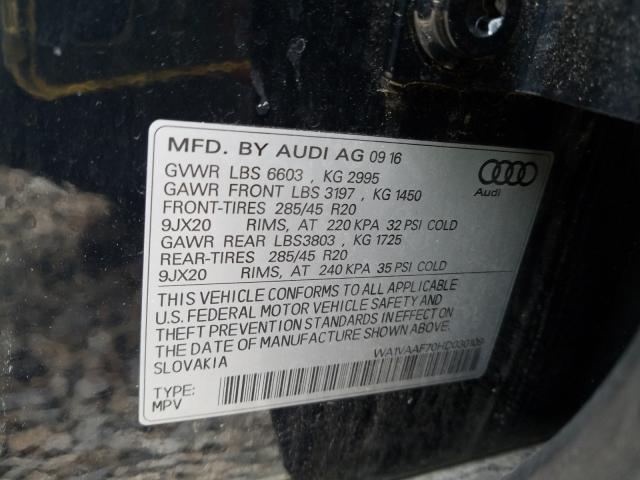 MFD. BY AUDI AG 09 16
GVWR LBS 6603 , KG 2995
GAWR FRONT LBS 3197 , KG 1450
FRONT-TIRES 285/45 R20
9JX20 RIMS, AT 220 KPA 32 PSI COLD
GAWR REAR LBS3803 , KG 1725
REAR-TIRES 285/45 R20
9JX20 RIMS, AT 240 KPA 35 PSI COLD
Audi
THIS VEHICLE CONFORMS TO ALL APPLICABLE
U.S. FEDERAL MOTOR VEHICLE SAFETY AND
THEFT PREVENTION STANDARDS IN EFFECT ON
THE DATE OF MANUFACTURE SHOWN ABOVE.
SLOVAKIA
WA1VAAF70HD030109
TYPE:
MPV